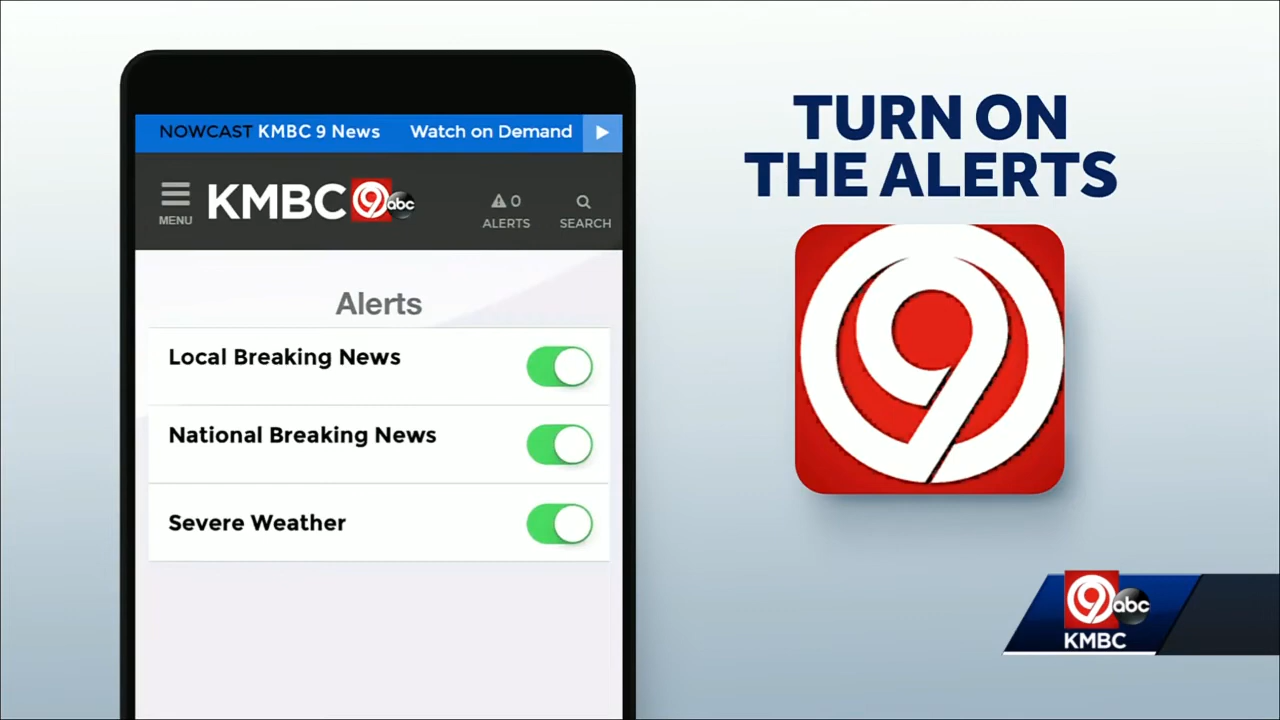 NOWCAST KMBC 9 News Watch on Demand
MENU
KMBC 9 abc
0
ALERTS
SEARCH
Alerts
Local Breaking News
National Breaking News
Severe Weather
TURN ON
THE ALERTS
9
9 abc
KMBC